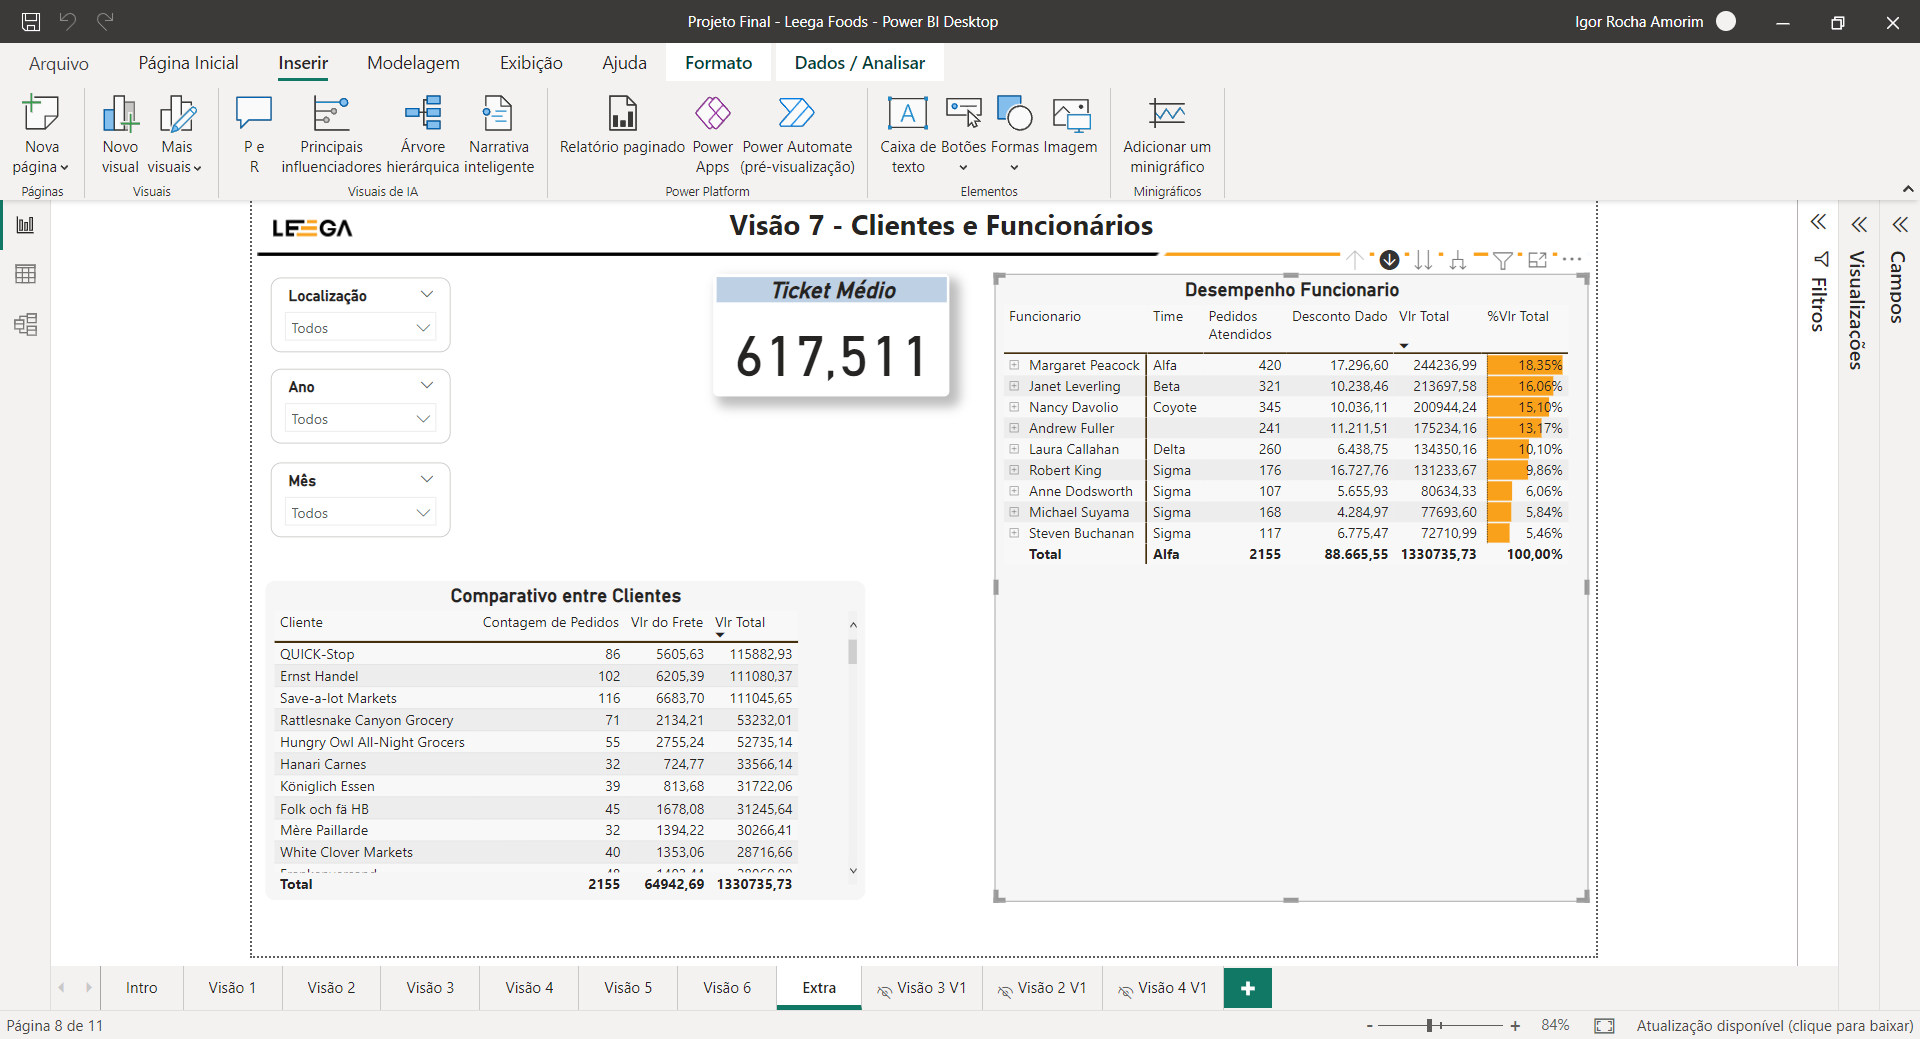 Projeto Final - Leega Foods - Power BI Desktop
Igor Rocha Amorim
Arquivo
Página Inicial
Inserir
Modelagem
Exibição
Ajuda
Formato
Dados / Analisar
Nova página
Novo visual
Mais visuais
P e R
Principais influenciadores
Árvore hierárquica
Narrativa inteligente
Relatório paginado
Power Apps
Power Automate (pré-visualização)
Caixa de texto
Botões
Formas
Imagem
Adicionar um minigráfico
Páginas
Visuais
Visuais de IA
Power Platform
Elementos
Minigráficos
LEEGA
Visão 7 - Clientes e Funcionários
Localização
Todos
Ano
Todos
Mês
Todos
Ticket Médio
617,511
Desempenho Funcionario
Funcionario Time Pedidos Atendidos Desconto Dado Vlr Total %Vlr Total
Margaret Peacock Alfa 420 17.296,60 244236,99 18,35%
Janet Leverling Beta 321 10.238,46 213697,58 16,06%
Nancy Davolio Coyote 345 10.036,11 200944,24 15,10%
Andrew Fuller 241 11.211,51 175234,16 13,17%
Laura Callahan Delta 260 6.438,75 134350,16 10,10%
Robert King Sigma 176 16.727,76 131233,67 9,86%
Anne Dodsworth Sigma 107 5.655,93 80634,33 6,06%
Michael Suyama Sigma 168 4.284,97 77693,60 5,84%
Steven Buchanan Sigma 117 6.775,47 72710,99 5,46%
Total Alfa 2155 88.665,55 1330735,73 100,00%
Comparativo entre Clientes
Cliente Contagem de Pedidos Vlr do Frete Vlr Total
QUICK-Stop 86 5605,63 115882,93
Ernst Handel 102 6205,39 111080,37
Save-a-lot Markets 116 6683,70 111045,65
Rattlesnake Canyon Grocery 71 2134,21 53232,01
Hungry Owl All-Night Grocers 55 2755,24 52735,14
Hanari Carnes 32 724,77 33566,14
Königlich Essen 39 813,68 31722,06
Folk och fä HB 45 1678,08 31245,64
Mère Paillarde 32 1394,22 30266,41
White Clover Markets 40 1353,06 28716,66
Total 2155 64942,69 1330735,73
Filtros
Visualizações
Campos
Intro
Visão 1
Visão 2
Visão 3
Visão 4
Visão 5
Visão 6
Extra
Visão 3 V1
Visão 2 V1
Visão 4 V1
Página 8 de 11
84%
Atualização disponível (clique para baixar)